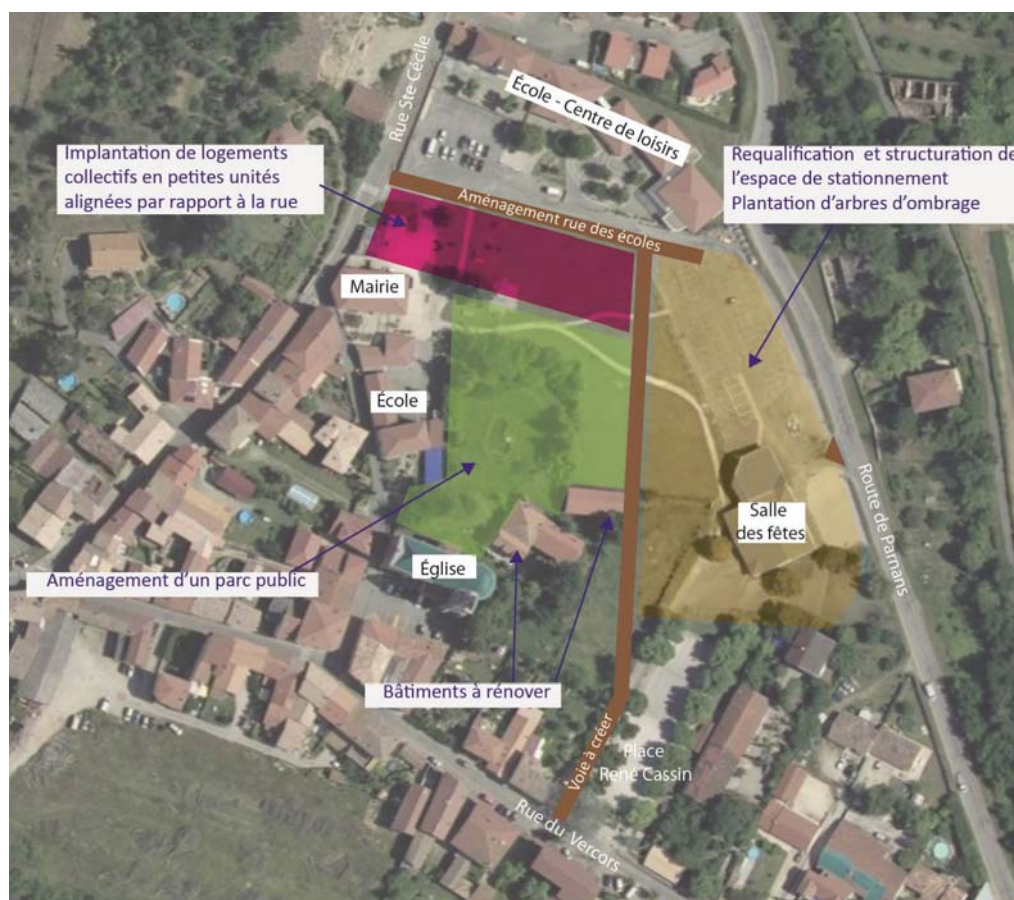 Rue Ste-Cécile
École - Centre de loisirs
Implantation de logements
collectifs en petites unités
alignées par rapport à la rue
Requalification et structuration de
l'espace de stationnement
Plantation d'arbres d'ombrage
Aménagement rue des écoles
Mairie
École
Salle
des fêtes
Route de Parnans
Église
Aménagement d'un parc public
Bâtiments à rénover
Voie à créer
Place
René Cassin
Rue du Vercors